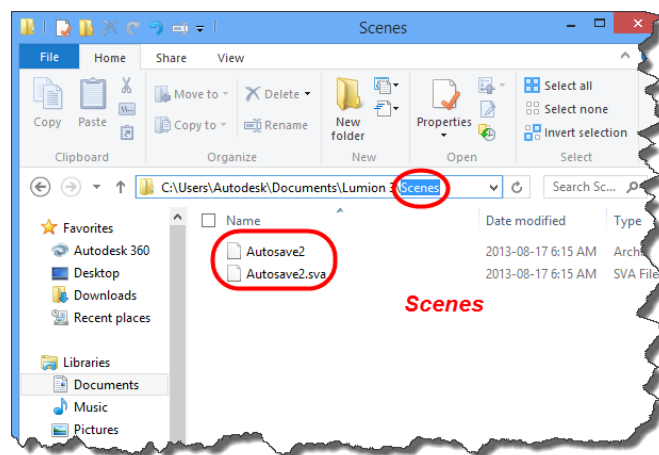 Scenes
File Home Share View
Copy Paste
Move to
Copy to
Delete
Rename
New folder
Properties
Select all
Select none
Invert selection
Clipboard Organize New Open Select
C:\Users\Autodesk\Documents\Lumion 3\Scenes Search Sc...
Name Date modified Type
Autosave2 2013-08-17 6:15 AM
Autosave2.sva 2013-08-17 6:15 AM SVA File
Scenes
Favorites
Autodesk 360
Desktop
Downloads
Recent places
Libraries
Documents
Music
Pictures